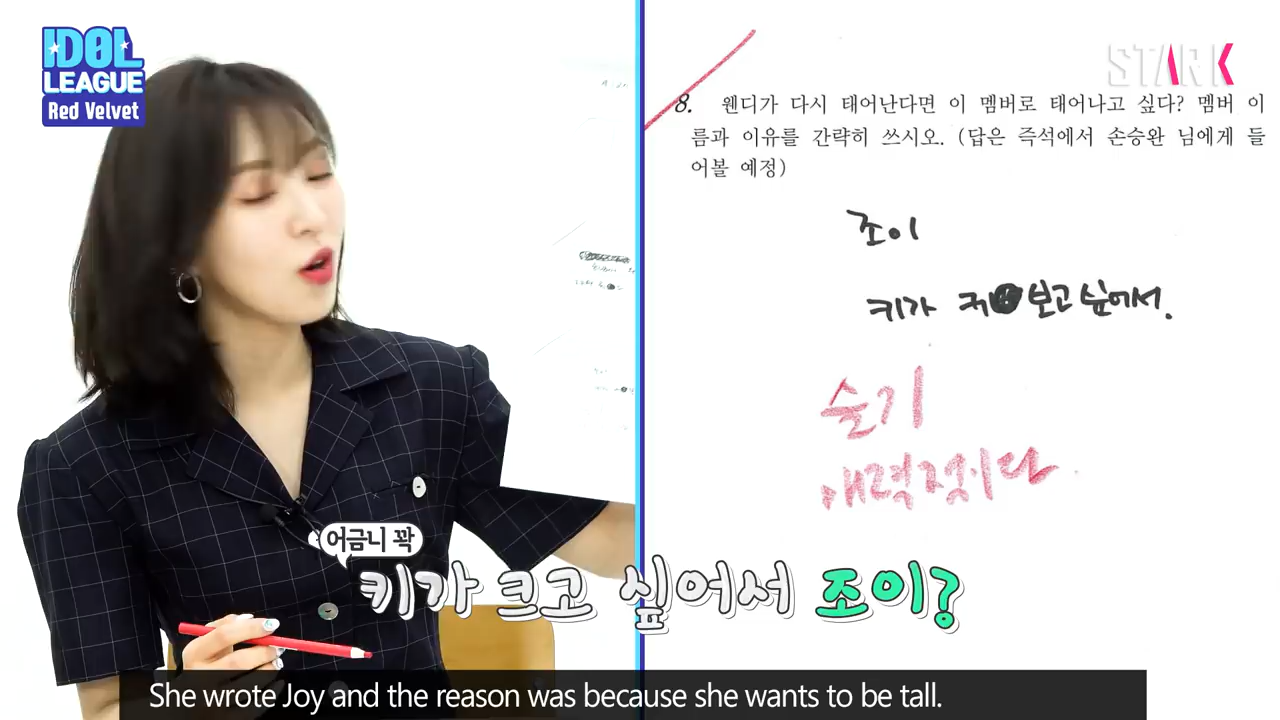 IDOL
LEAGUE
Red Velvet
STAR K
8. 웬디가 다시 태어난다면 이 멤버로 태어나고 싶다? 멤버 이
름과 이유를 간략히 쓰시오. (답은 즉석에서 손승완 님에게 들
어볼 예정)
조이
키가 커 보고 싶어서.
슬기
매력적이다
어금니 꽉
키가 크고 싶어서 조이?
She wrote Joy and the reason was because she wants to be tall.